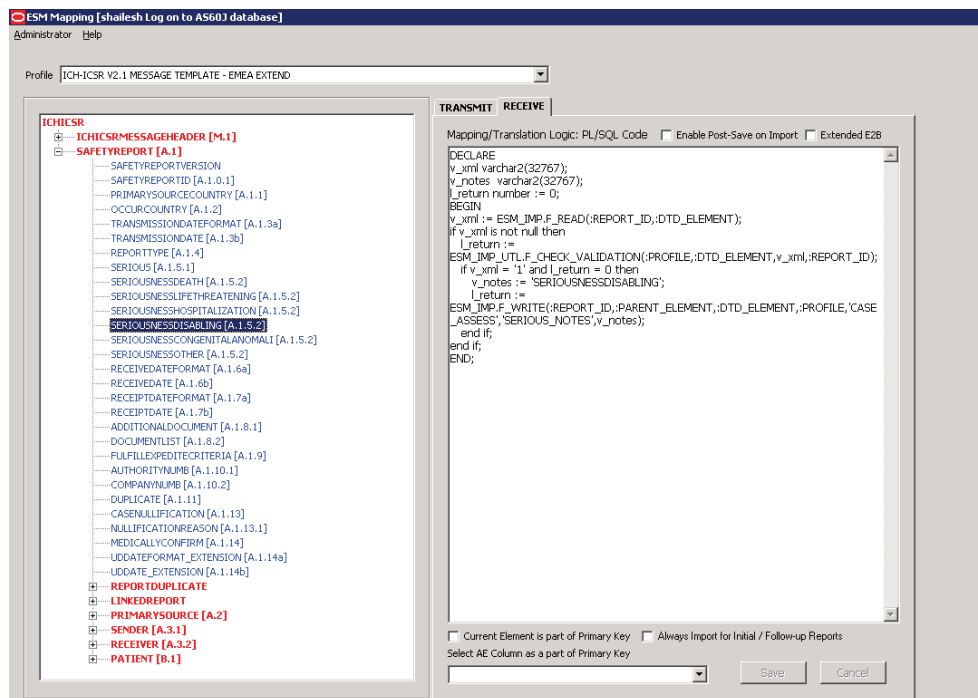 ESM Mapping [shailesh Log on to AS60J database]
Administrator Help
Profile ICH-ICSR V2.1 MESSAGE TEMPLATE - EMEA EXTEND
ICHICSR
ICHICSRMESSAGEHEADER [M.1]
SAFETYREPORT [A.1]
SAFETYREPORTVERSION
SAFETYREPORTID [A.1.0.1]
PRIMARYSOURCECOUNTRY [A.1.1]
OCCURCOUNTRY [A.1.2]
TRANSMISSIONDATEFORMAT [A.1.3a]
TRANSMISSIONDATE [A.1.3b]
REPORTTYPE [A.1.4]
SERIOUS [A.1.5.1]
SERIOUSNESSDEATH [A.1.5.2]
SERIOUSNESSLIFETHREATENING [A.1.5.2]
SERIOUSNESSHOSPITALIZATION [A.1.5.2]
SERIOUSNESSDISABLING [A.1.5.2]
SERIOUSNESSCONGENITALANOMALI [A.1.5.2]
SERIOUSNESSOTHER [A.1.5.2]
RECEIVEDATEFORMAT [A.1.6a]
RECEIVEDATE [A.1.6b]
RECEIPTDATEFORMAT [A.1.7a]
RECEIPTDATE [A.1.7b]
ADDITIONALDOCUMENT [A.1.8.1]
DOCUMENTLIST [A.1.8.2]
FULFILLEXPEDITECRITERIA [A.1.9]
AUTHORITYNUMB [A.1.10.1]
COMPANYNUMB [A.1.10.2]
DUPLICATE [A.1.11]
CASENULLIFICATION [A.1.13]
NULLIFICATIONREASON [A.1.13.1]
MEDICALLYCONFIRM [A.1.14]
UDDATEFORMAT_EXTENSION [A.1.14a]
UDDATE_EXTENSION [A.1.14b]
REPORTDUPLICATE
LINKEDREPORT
PRIMARYSOURCE [A.2]
SENDER [A.3.1]
RECEIVER [A.3.2]
PATIENT [B.1]
TRANSMIT RECEIVE
Mapping/Translation Logic: PL/SQL Code Enable Post-Save on Import Extended E2B
DECLARE
v_xml varchar2(32767);
v_notes varchar2(32767);
l_return number := 0;
BEGIN
v_xml := ESM_IMP.F_READ(:REPORT_ID,:DTD_ELEMENT);
if v_xml is not null then
l_return :=
ESM_IMP_UTL.F_CHECK_VALIDATION(:PROFILE,:DTD_ELEMENT,v_xml,:REPORT_ID);
if v_xml = '1' and l_return = 0 then
v_notes := 'SERIOUSNESSDISABLING';
l_return :=
ESM_IMP.F_WRITE(:REPORT_ID,:PARENT_ELEMENT,:DTD_ELEMENT,:PROFILE,'CASE
_ASSESS','SERIOUS_NOTES',v_notes);
end if;
end if;
END;
Current Element is part of Primary Key Always Import for Initial / Follow-up Reports
Select AE Column as a part of Primary Key
Save Cancel